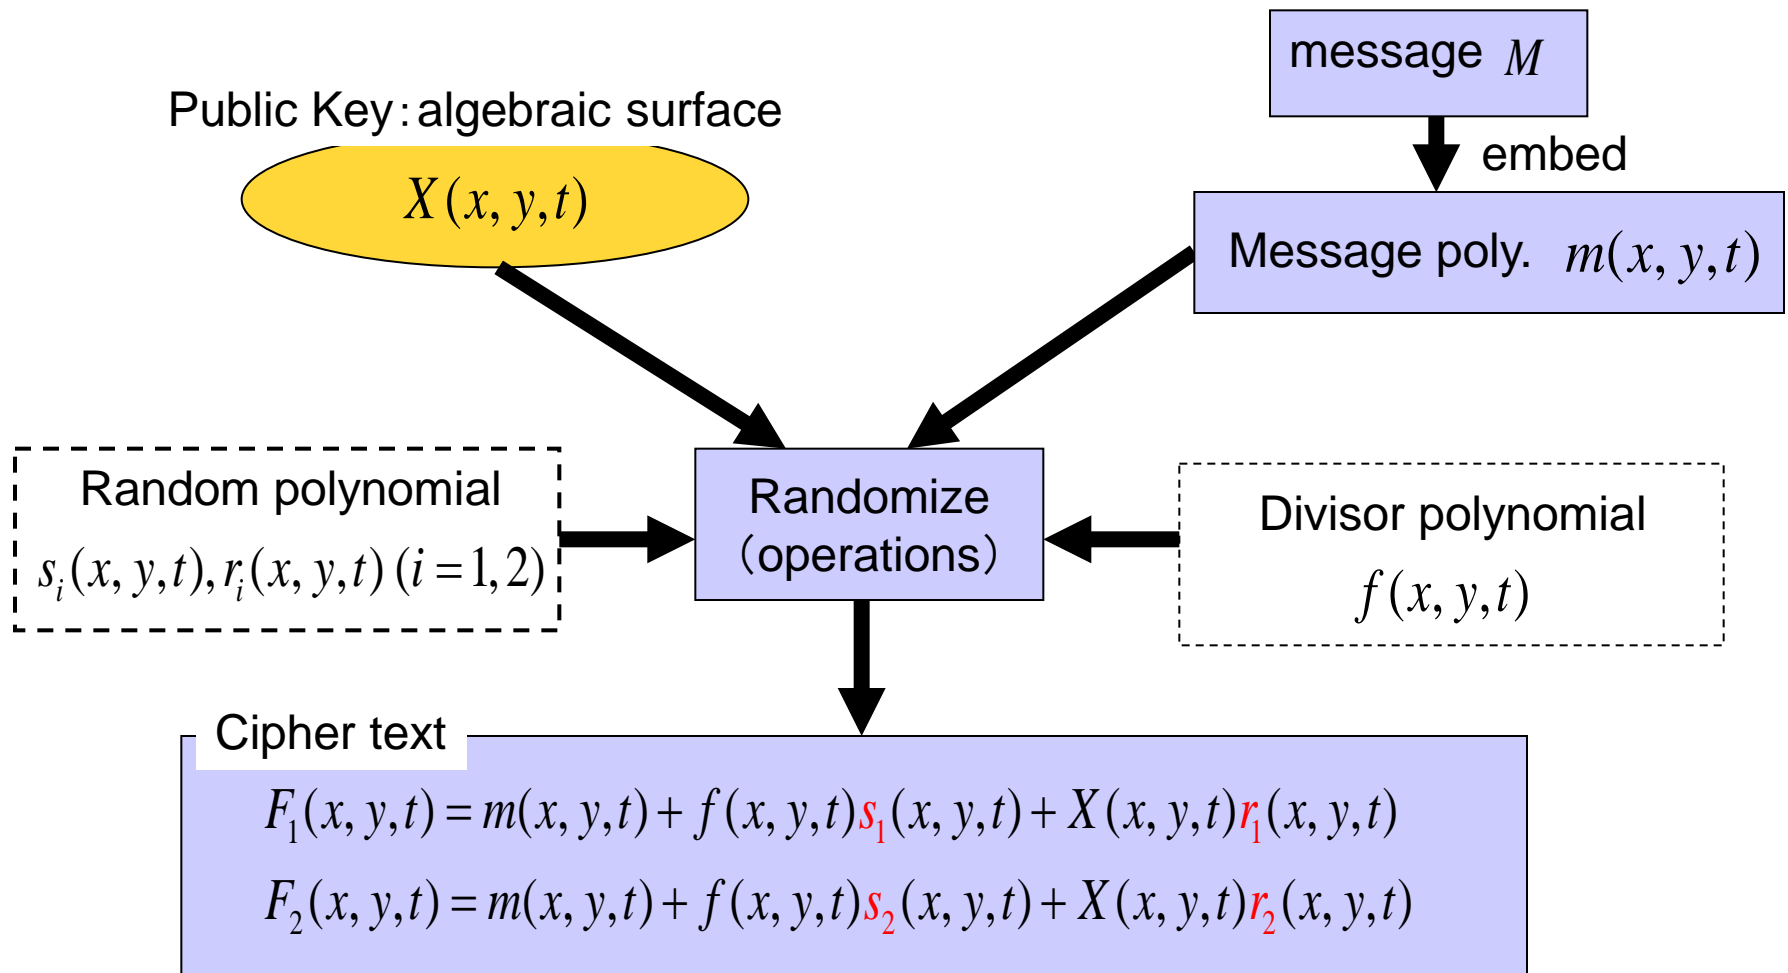 message M
Public Key：algebraic surface
embed
X(x, y,t)
Message poly. m(x, y,t)
Random polynomial
s_i(x, y,t), r_i(x, y,t) (i =1, 2)
Randomize
（operations）
Divisor polynomial
f(x, y,t)
Cipher text
F_1(x, y,t) = m(x, y,t) + f(x, y,t)s_1(x, y,t) + X(x, y,t)r_1(x, y,t)
F_2(x, y,t) = m(x, y,t) + f(x, y,t)s_2(x, y,t) + X(x, y,t)r_2(x, y,t)